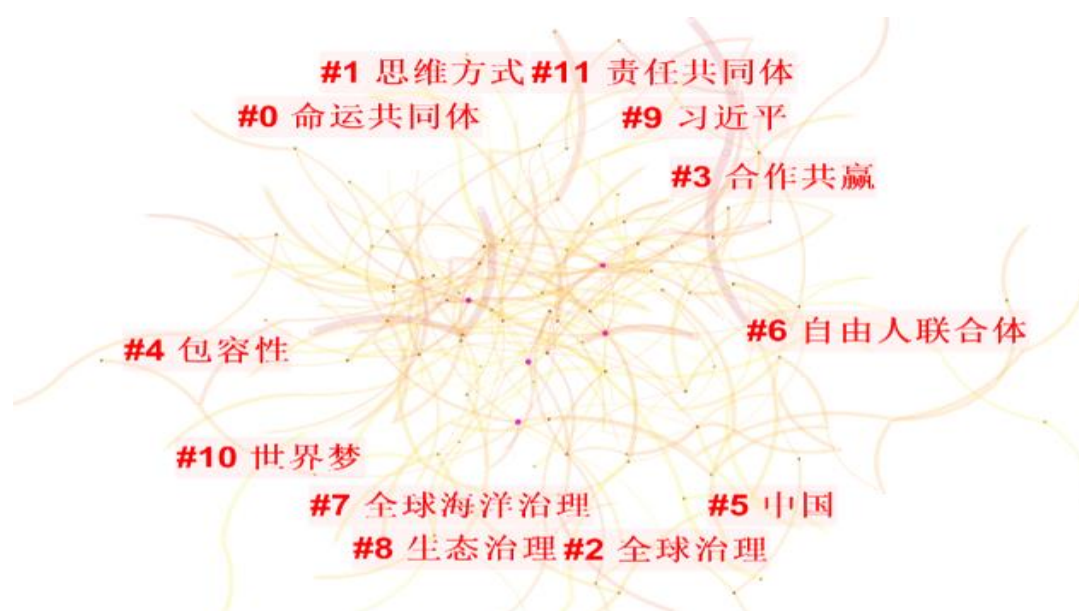 #1 思维方式 #11 责任共同体
#0 命运共同体
#9 习近平
#3 合作共赢
#6 自由人联合体
#4 包容性
#10 世界梦
#7 全球海洋治理
#5 中国
#8 生态治理 #2 全球治理